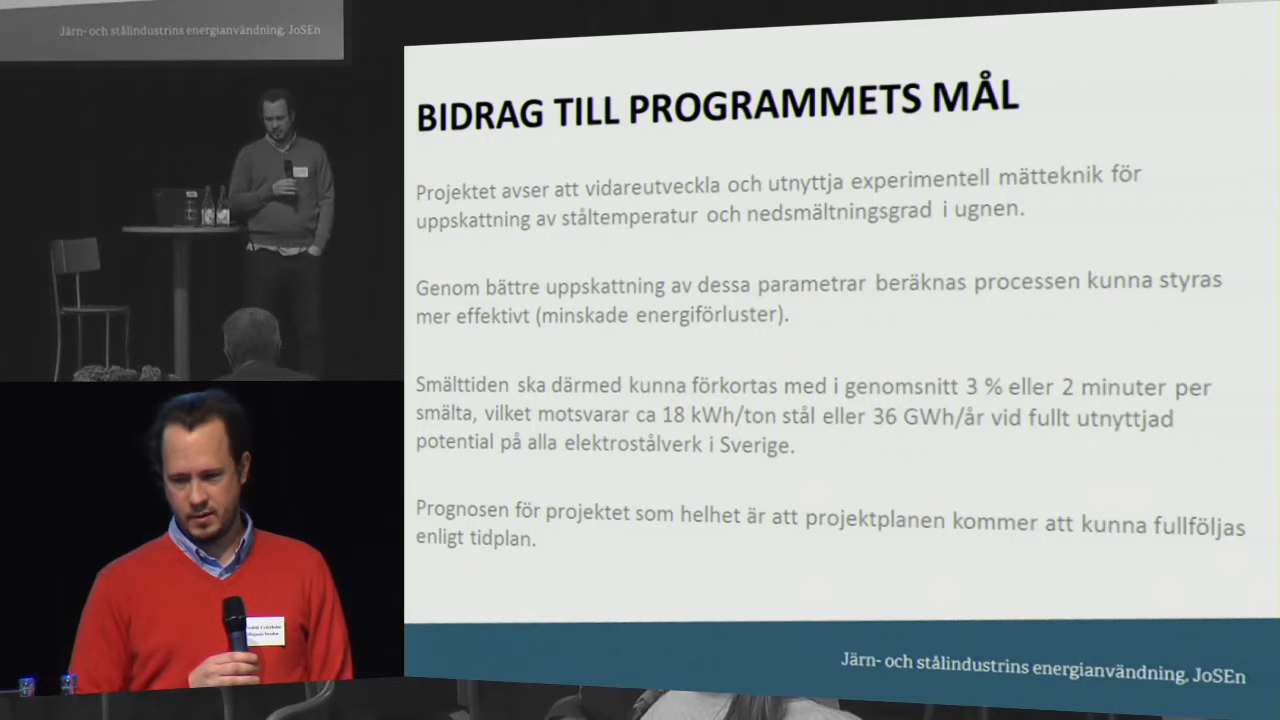 Järn- och stålindustrins energianvändning, JoSEn
BIDRAG TILL PROGRAMMETS MÅL
Projektet avser att vidareutveckla och utnyttja experimentell mätteknik för
uppskattning av ståltemperatur och nedsmältningsgrad i ugnen.
Genom bättre uppskattning av dessa parametrar beräknas processen kunna styras
mer effektivt (minskade energiförluster).
Smälttiden ska därmed kunna förkortas med i genomsnitt 3 % eller 2 minuter per
smälta, vilket motsvarar ca 18 kWh/ton stål eller 36 GWh/år vid fullt utnyttjad
potential på alla elektrostålverk i Sverige.
Prognosen för projektet som helhet är att projektplanen kommer att kunna fullföljas
enligt tidplan.
Järn- och stålindustrins energianvändning, JoSEn